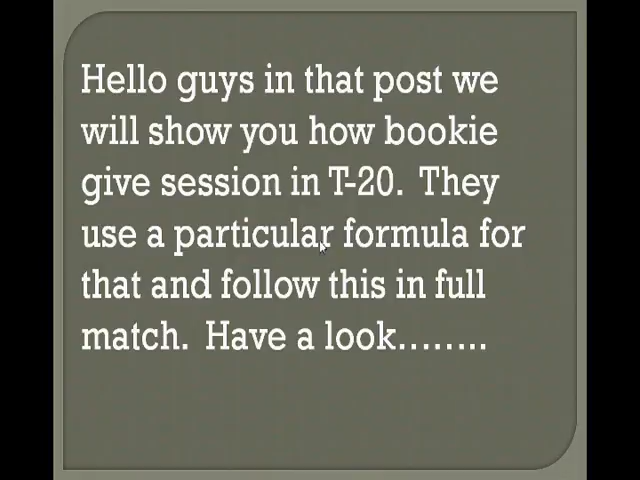 Hello guys in that post we
will show you how bookie
give session in T-20.  They
use a particular formula for
that and follow this in full
match.  Have a look........